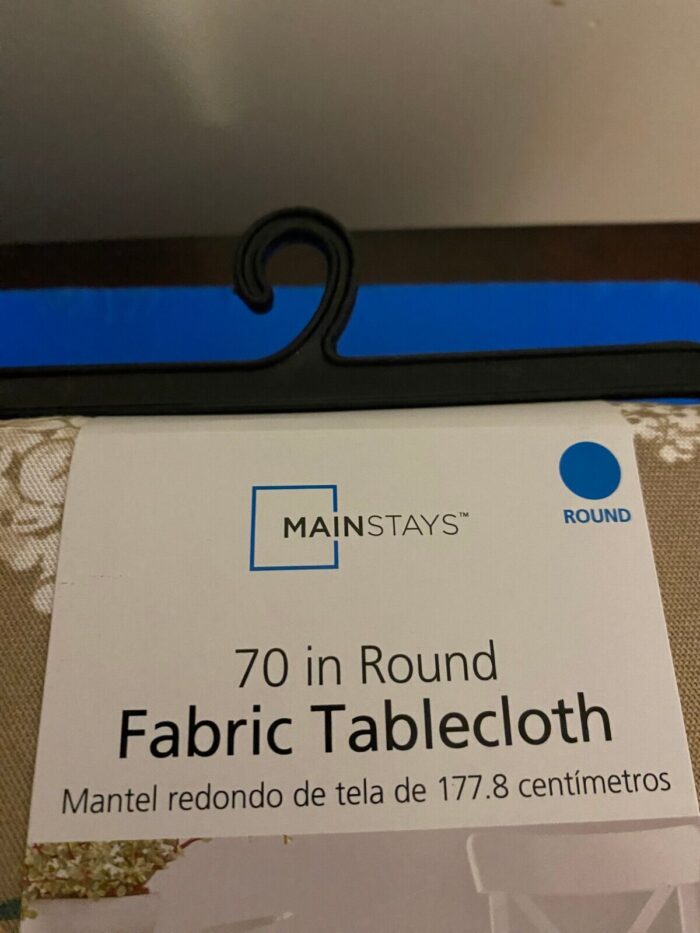 MAINSTAYS™
ROUND
70 in Round
Fabric Tablecloth
Mantel redondo de tela de 177.8 centímetros